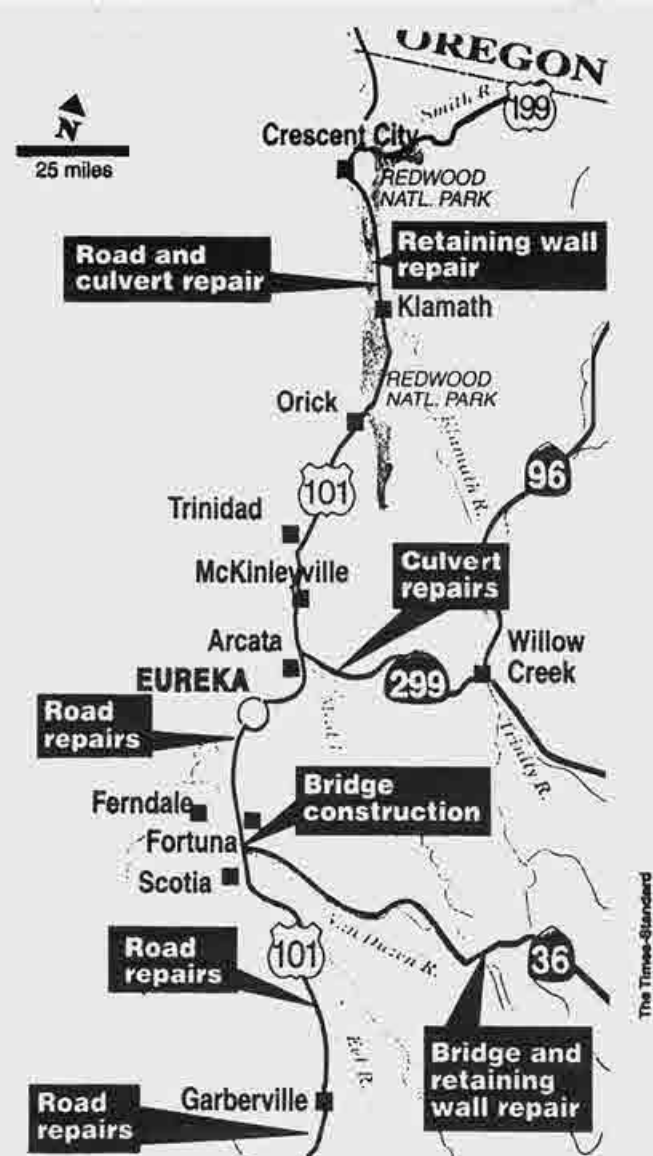 OREGON
Smith R.
199
N
25 miles
Crescent City
REDWOOD
NATL. PARK
Road and
culvert repair
Retaining wall
repair
Klamath
REDWOOD
NATL. PARK
Orick
Klamath R.
101
96
Trinidad
McKinleyville
Culvert
repairs
Arcata
Willow
Creek
EUREKA
299
Road
repairs
Trinity R.
Ferndale
Bridge
construction
Fortuna
Scotia
Van Duzen R.
Road
repairs
101
36
The Times-Standard
Eel R.
Bridge and
retaining
wall repair
Garberville
Road
repairs